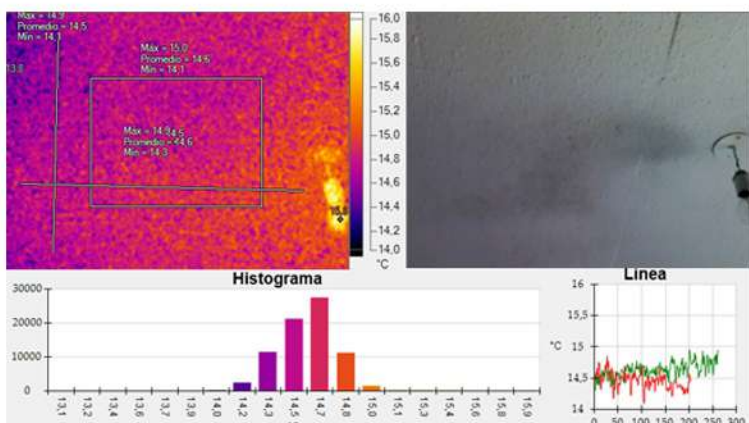 Máx = 14,9
Promedio = 14,5
Mín = 14,1
13,8
Máx = 15,0
Promedio = 14,6
Mín = 14,1
Máx = 14,9
Promedio = 14,6
Mín = 14,3
15,8
16,0
15,8
15,6
15,4
15,2
15,0
14,8
14,6
14,4
14,2
14,0
°C
Histograma
30000
20000
10000
0
13,1 13,2 13,4 13,6 13,7 13,9 14,0 14,2 14,3 14,5 14,7 14,8 15,0 15,1 15,3 15,4 15,6 15,8 15,9
Línea
16
15,5
°C
15
14,5
14
0 50 100 150 200 250 300